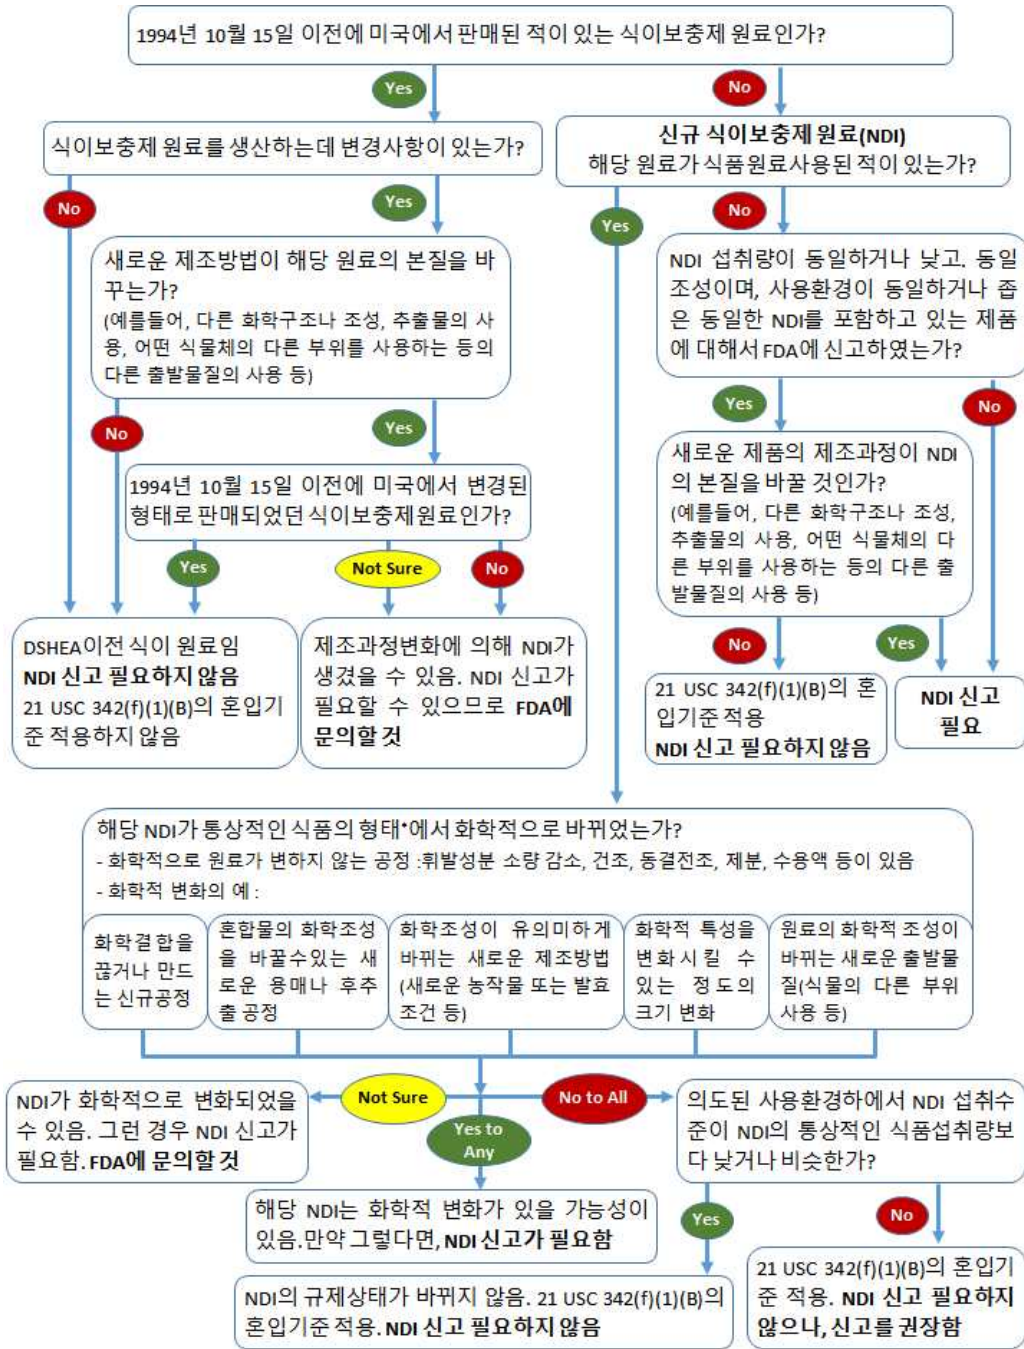 1994년 10월 15일 이전에 미국에서 판매된 적이 있는 식이보충제 원료인가?
Yes
No
식이보충제 원료를 생산하는데 변경사항이 있는가?
신규 식이보충제 원료(NDI)
해당 원료가 식품원료사용된 적이 있는가?
No
Yes
Yes
No
새로운 제조방법이 해당 원료의 본질을 바
꾸는가?
(예를들어, 다른 화학구조나 조성, 추출물의 사
용, 어떤 식물체의 다른 부위를 사용하는 등의
다른 출발물질의 사용 등)
NDI 섭취량이 동일하거나 낮고. 동일
조성이며, 사용환경이 동일하거나 좁
은 동일한 NDI를 포함하고 있는 제품
에 대해서 FDA에 신고하였는가?
No
Yes
Yes
No
1994년 10월 15일 이전에 미국에서 변경된
형태로 판매되었던 식이보충제원료인가?
새로운 제품의 제조과정이 NDI
의 본질을 바꿀 것인가?
(예를들어, 다른 화학구조나 조성,
추출물의 사용, 어떤 식물체의 다
른 부위를 사용하는 등의 다른 출
발물질의 사용 등)
Yes
Not Sure
No
No
Yes
DSHEA이전 식이 원료임
NDI 신고 필요하지 않음
21 USC 342(f)(1)(B)의 혼입기
준 적용하지 않음
제조과정변화에 의해 NDI가
생겼을 수 있음. NDI 신고가
필요할 수 있으므로 FDA에
문의할 것
21 USC 342(f)(1)(B)의 혼
입기준 적용
NDI 신고 필요하지 않음
NDI 신고
필요
해당 NDI가 통상적인 식품의 형태*에서 화학적으로 바뀌었는가?
- 화학적으로 원료가 변하지 않는 공정 :휘발성분 소량 감소, 건조, 동결전조, 제분, 수용액 등이 있음
- 화학적 변화의 예 :
화학결합을
끊거나 만드
는 신규공정
혼합물의 화학조성
을 바꿀수있는 새
로운 용매나 후추
출 공정
화학조성이 유의미하게
바뀌는 새로운 제조방법
(새로운 농작물 또는 발효
조건 등)
화학적 특성을
변화시킬 수
있는 정도의
크기 변화
원료의 화학적 조성이
바뀌는 새로운 출발물
질(식물의 다른 부위
사용 등)
Not Sure
No to All
Yes to
Any
NDI가 화학적으로 변화되었을
수 있음. 그런 경우 NDI 신고가
필요함. FDA에 문의할 것
의도된 사용환경하에서 NDI 섭취수
준이 NDI의 통상적인 식품섭취량보
다 낮거나 비슷한가?
해당 NDI는 화학적 변화가 있을 가능성이
있음.만약 그렇다면, NDI 신고가 필요함
Yes
No
NDI의 규제상태가 바뀌지 않음. 21 USC 342(f)(1)(B)의
혼입기준 적용. NDI 신고 필요하지 않음
21 USC 342(f)(1)(B)의 혼입기
준 적용. NDI 신고 필요하지
않으나, 신고를 권장함